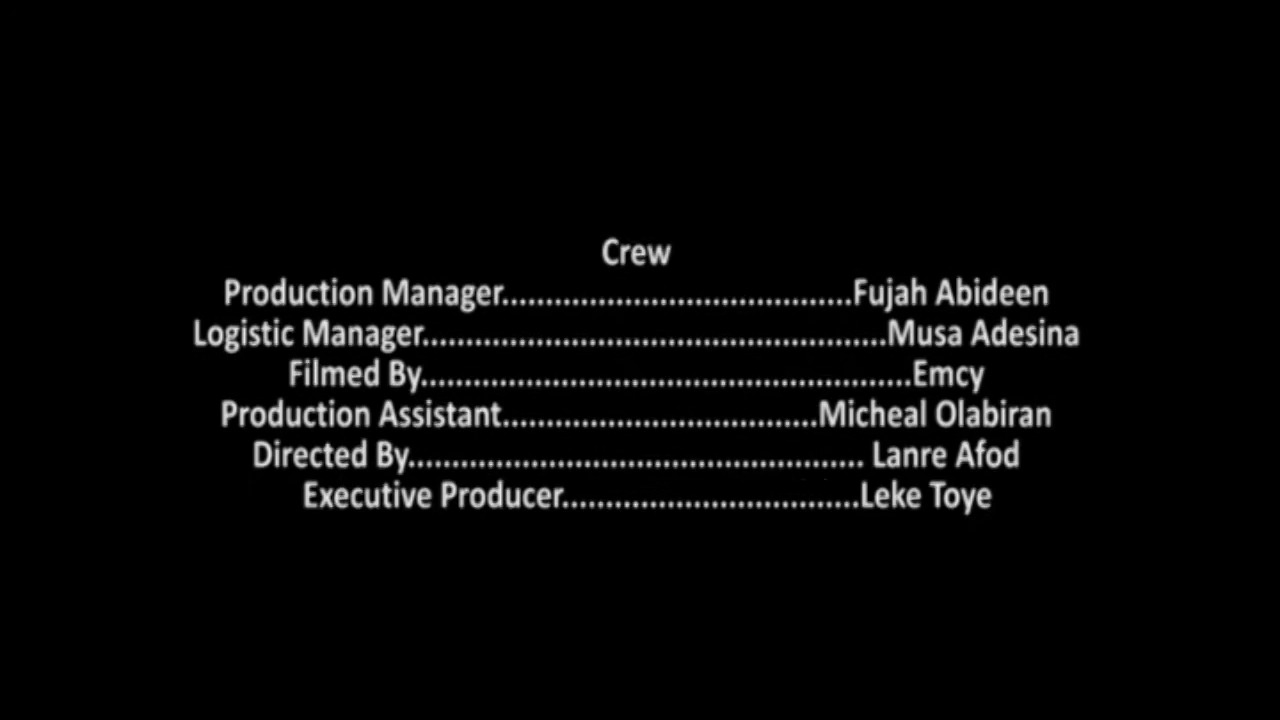 Crew
Production Manager........................................Fujah Abideen
Logistic Manager.....................................................Musa Adesina
Filmed By........................................................Emcy
Production Assistant....................................Micheal Olabiran
Directed By.................................................... Lanre Afod
Executive Producer..................................Leke Toye